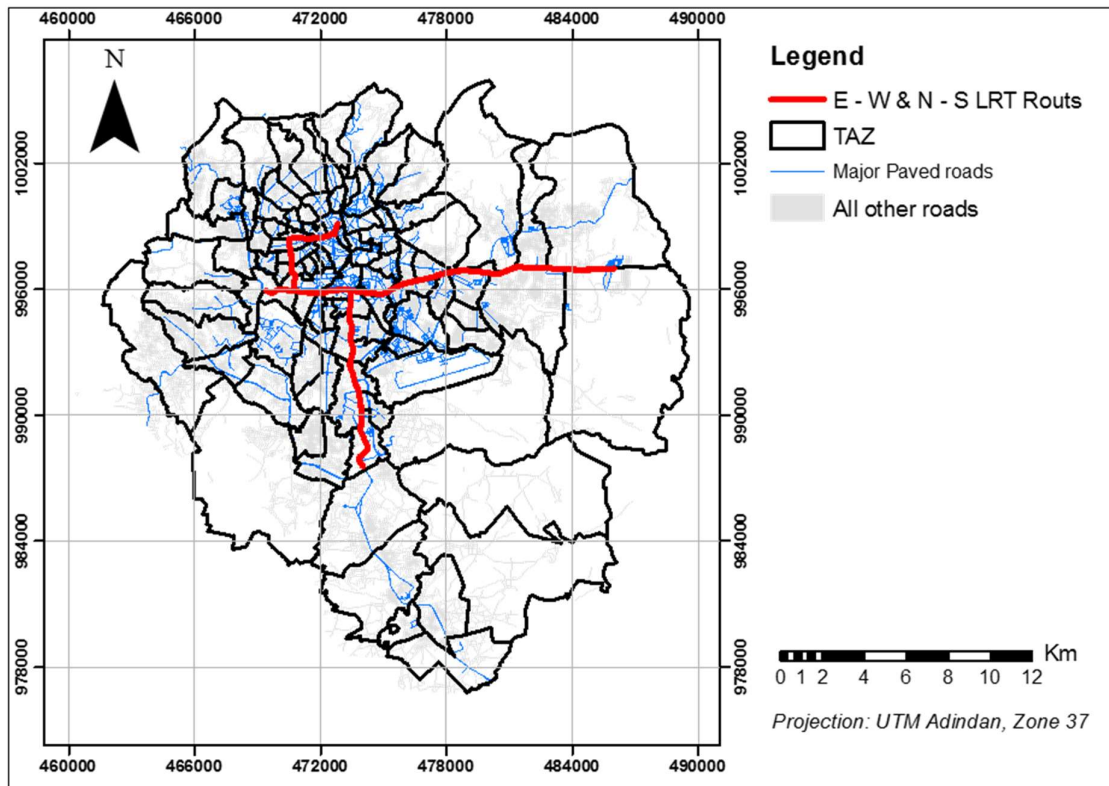 460000 466000 472000 478000 484000 490000
N
1002000 1002000
996000 996000
990000 990000
984000 984000
978000 978000
460000 466000 472000 478000 484000 490000
Legend
E - W & N - S LRT Routs
TAZ
Major Paved roads
All other roads
Km
0 1 2 4 6 8 10 12
Projection: UTM Adindan, Zone 37